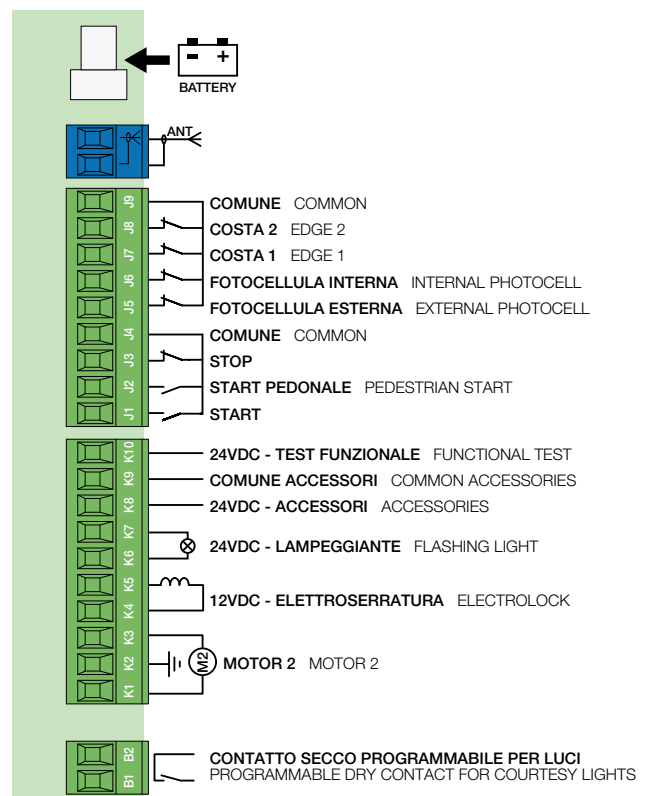 - +
BATTERY
ANT
J9 COMUNE COMMON
J8 COSTA 2 EDGE 2
J7 COSTA 1 EDGE 1
J6 FOTOCELLULA INTERNA INTERNAL PHOTOCELL
J5 FOTOCELLULA ESTERNA EXTERNAL PHOTOCELL
J4 COMUNE COMMON
J3 STOP
J2 START PEDONALE PEDESTRIAN START
J1 START
K10 24VDC - TEST FUNZIONALE FUNCTIONAL TEST
K9 COMUNE ACCESSORI COMMON ACCESSORIES
K8 24VDC - ACCESSORI ACCESSORIES
K7
24VDC - LAMPEGGIANTE FLASHING LIGHT
K6
K5
12VDC - ELETTROSERRATURA ELECTROLOCK
K4
K3
K2 M2 MOTOR 2 MOTOR 2
K1
B2 CONTATTO SECCO PROGRAMMABILE PER LUCI
B1 PROGRAMMABLE DRY CONTACT FOR COURTESY LIGHTS